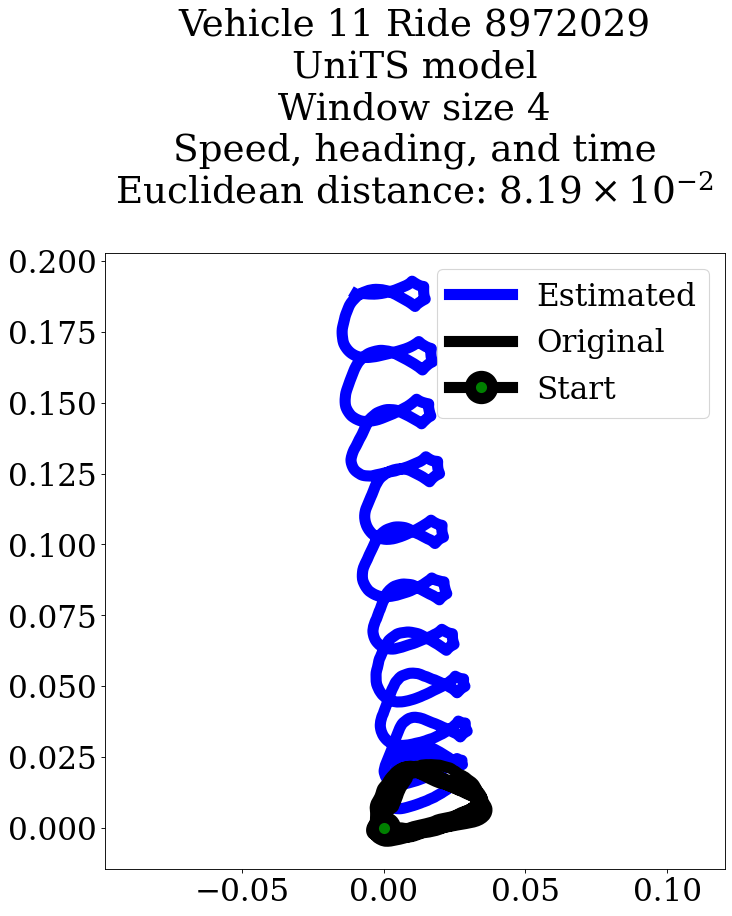 Vehicle 11 Ride 8972029
UniTS model
Window size 4
Speed, heading, and time
Euclidean distance: 8.19 × 10⁻²
0.200
0.175
0.150
0.125
0.100
0.075
0.050
0.025
0.000
Estimated
Original
Start
−0.05 0.00 0.05 0.10